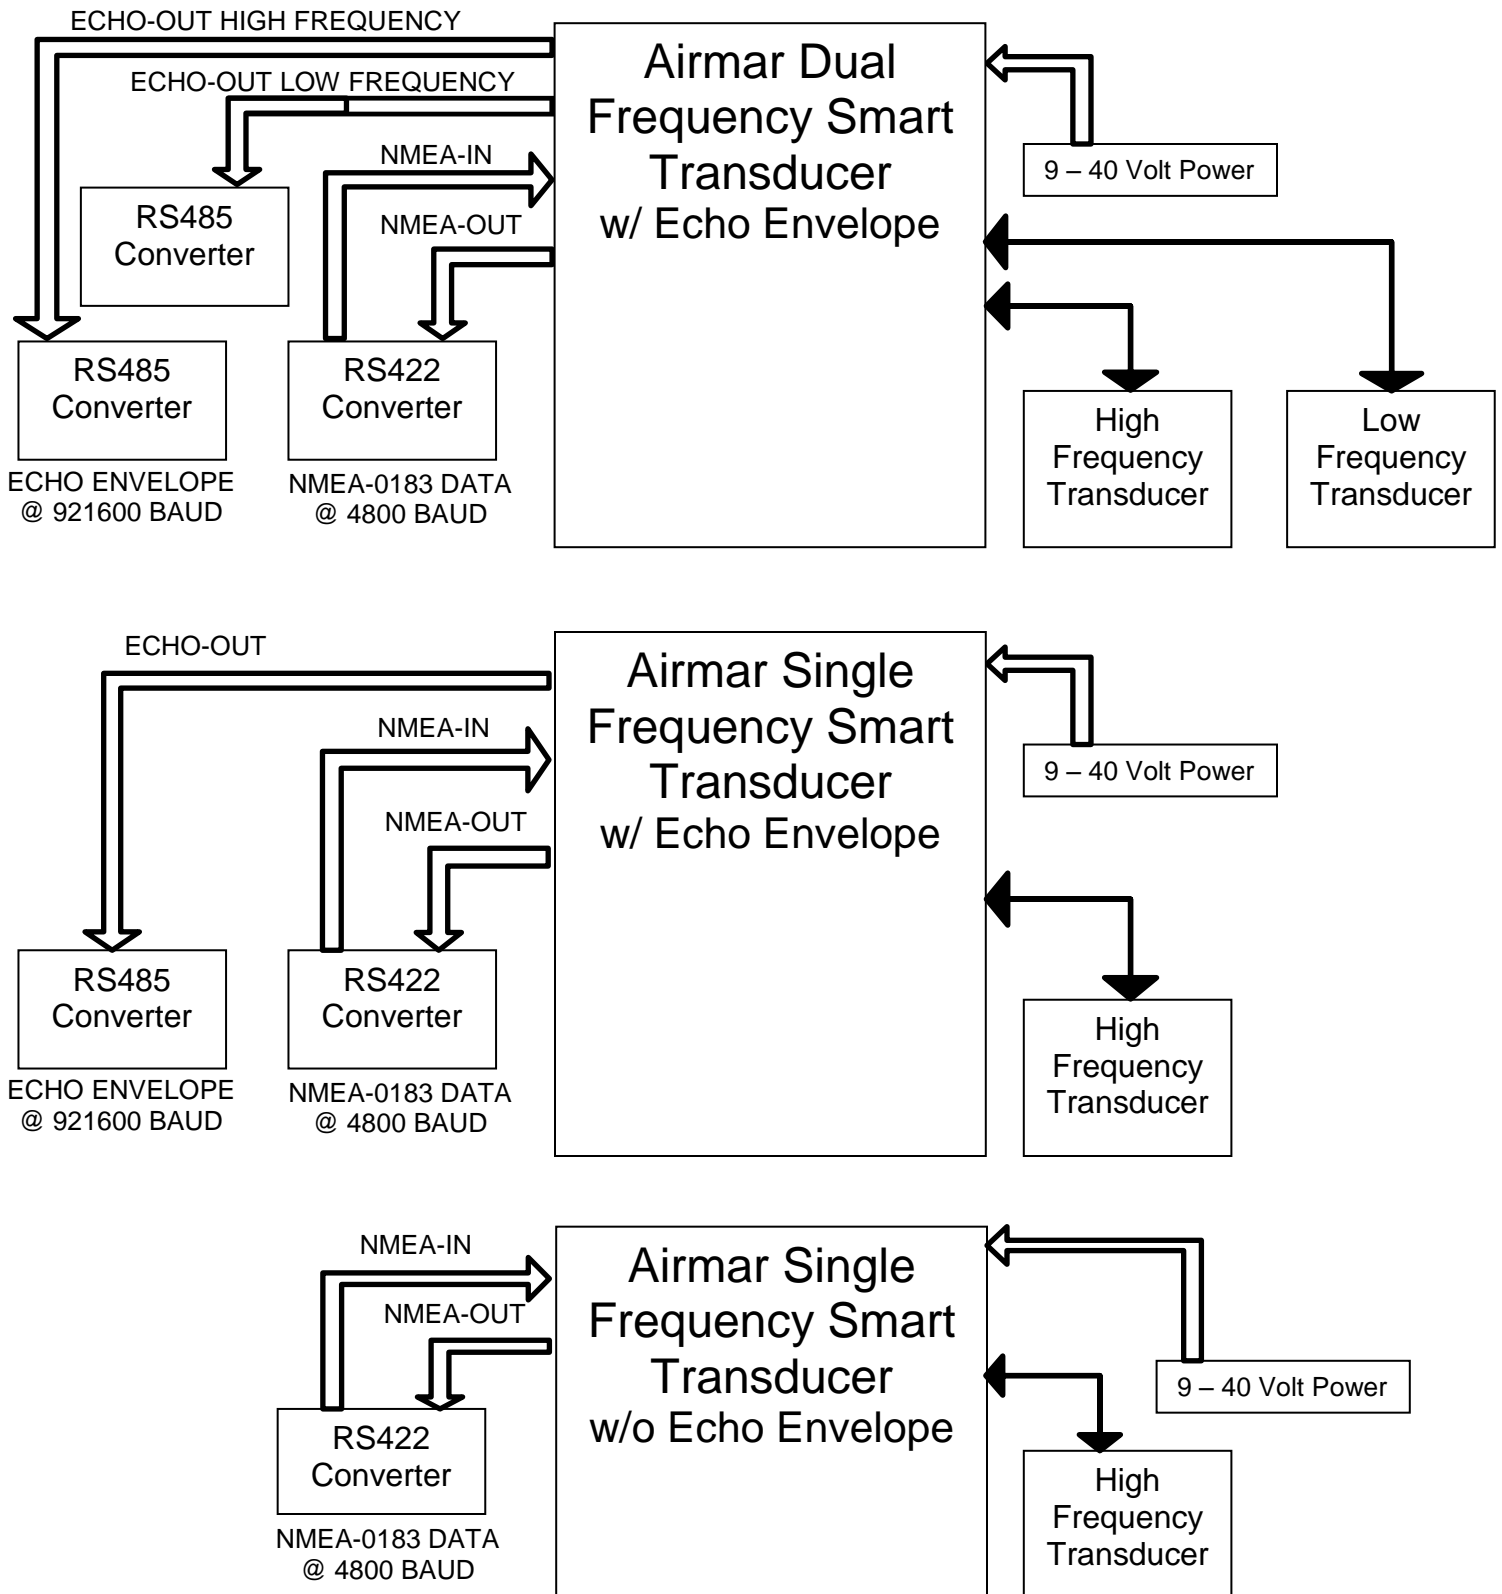 ECHO-OUT HIGH FREQUENCY
ECHO-OUT LOW FREQUENCY
NMEA-IN
NMEA-OUT
RS485
Converter
RS485
Converter
ECHO ENVELOPE
@ 921600 BAUD
RS422
Converter
NMEA-0183 DATA
@ 4800 BAUD
Airmar Dual
Frequency Smart
Transducer
w/ Echo Envelope
9 – 40 Volt Power
High
Frequency
Transducer
Low
Frequency
Transducer
ECHO-OUT
NMEA-IN
NMEA-OUT
RS485
Converter
ECHO ENVELOPE
@ 921600 BAUD
RS422
Converter
NMEA-0183 DATA
@ 4800 BAUD
Airmar Single
Frequency Smart
Transducer
w/ Echo Envelope
9 – 40 Volt Power
High
Frequency
Transducer
NMEA-IN
NMEA-OUT
RS422
Converter
NMEA-0183 DATA
@ 4800 BAUD
Airmar Single
Frequency Smart
Transducer
w/o Echo Envelope
9 – 40 Volt Power
High
Frequency
Transducer